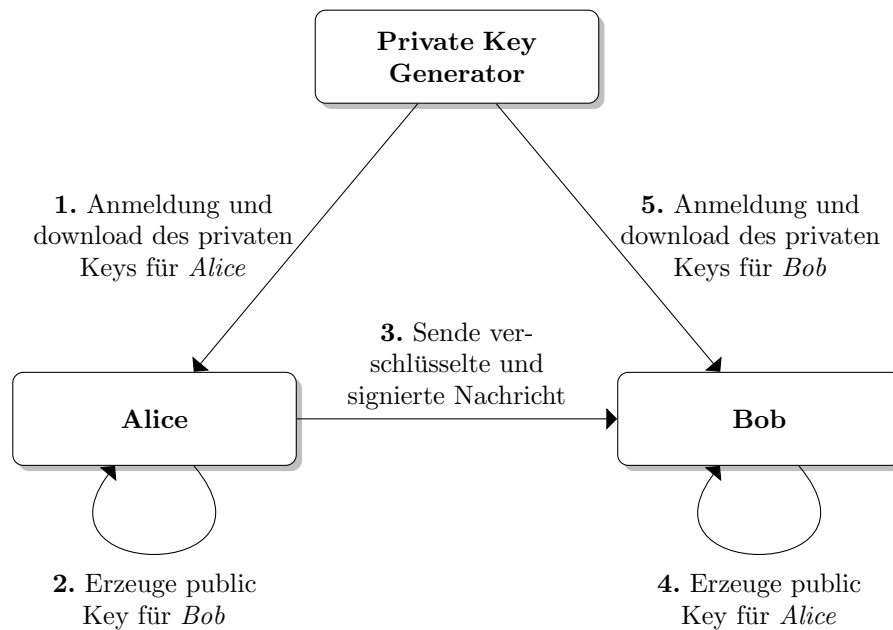 Private Key
Generator
1. Anmeldung und
download des privaten
Keys für Alice
5. Anmeldung und
download des privaten
Keys für Bob
3. Sende ver-
schlüsselte und
signierte Nachricht
Alice
Bob
2. Erzeuge public
Key für Bob
4. Erzeuge public
Key für Alice